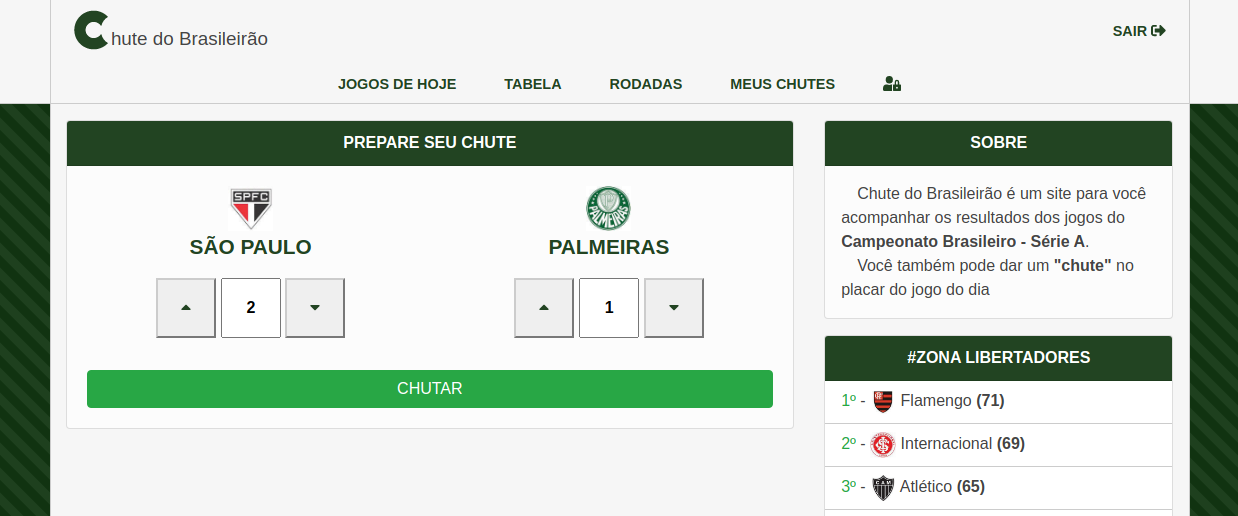 Chute do Brasileirão
SAIR
JOGOS DE HOJE TABELA RODADAS MEUS CHUTES
PREPARE SEU CHUTE
SPFC
SÃO PAULO
2
PALMEIRAS
PALMEIRAS
1
CHUTAR
SOBRE
Chute do Brasileirão é um site para você
acompanhar os resultados dos jogos do
Campeonato Brasileiro - Série A.
Você também pode dar um "chute" no
placar do jogo do dia
#ZONA LIBERTADORES
1º - Flamengo (71)
2º - Internacional (69)
3º - CAM Atlético (65)